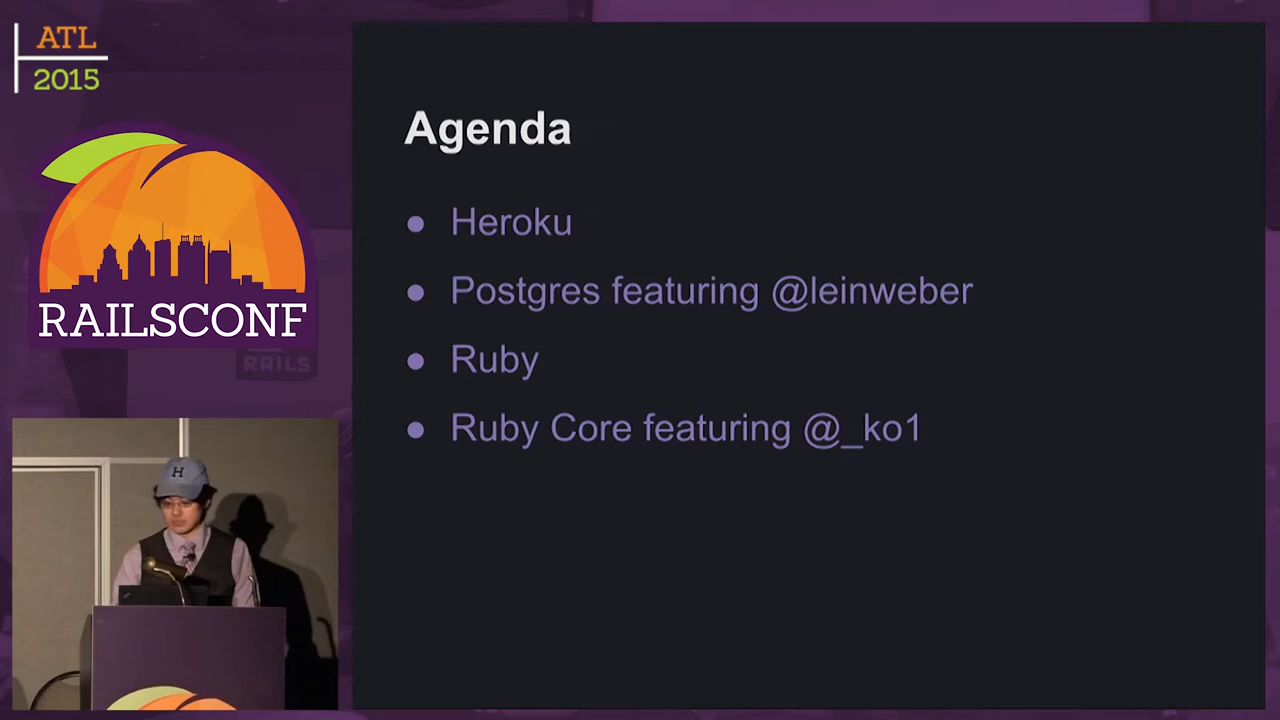 ATL
2015
RAILSCONF
RAILS
H
Agenda
● Heroku
● Postgres featuring @leinweber
● Ruby
● Ruby Core featuring @_ko1